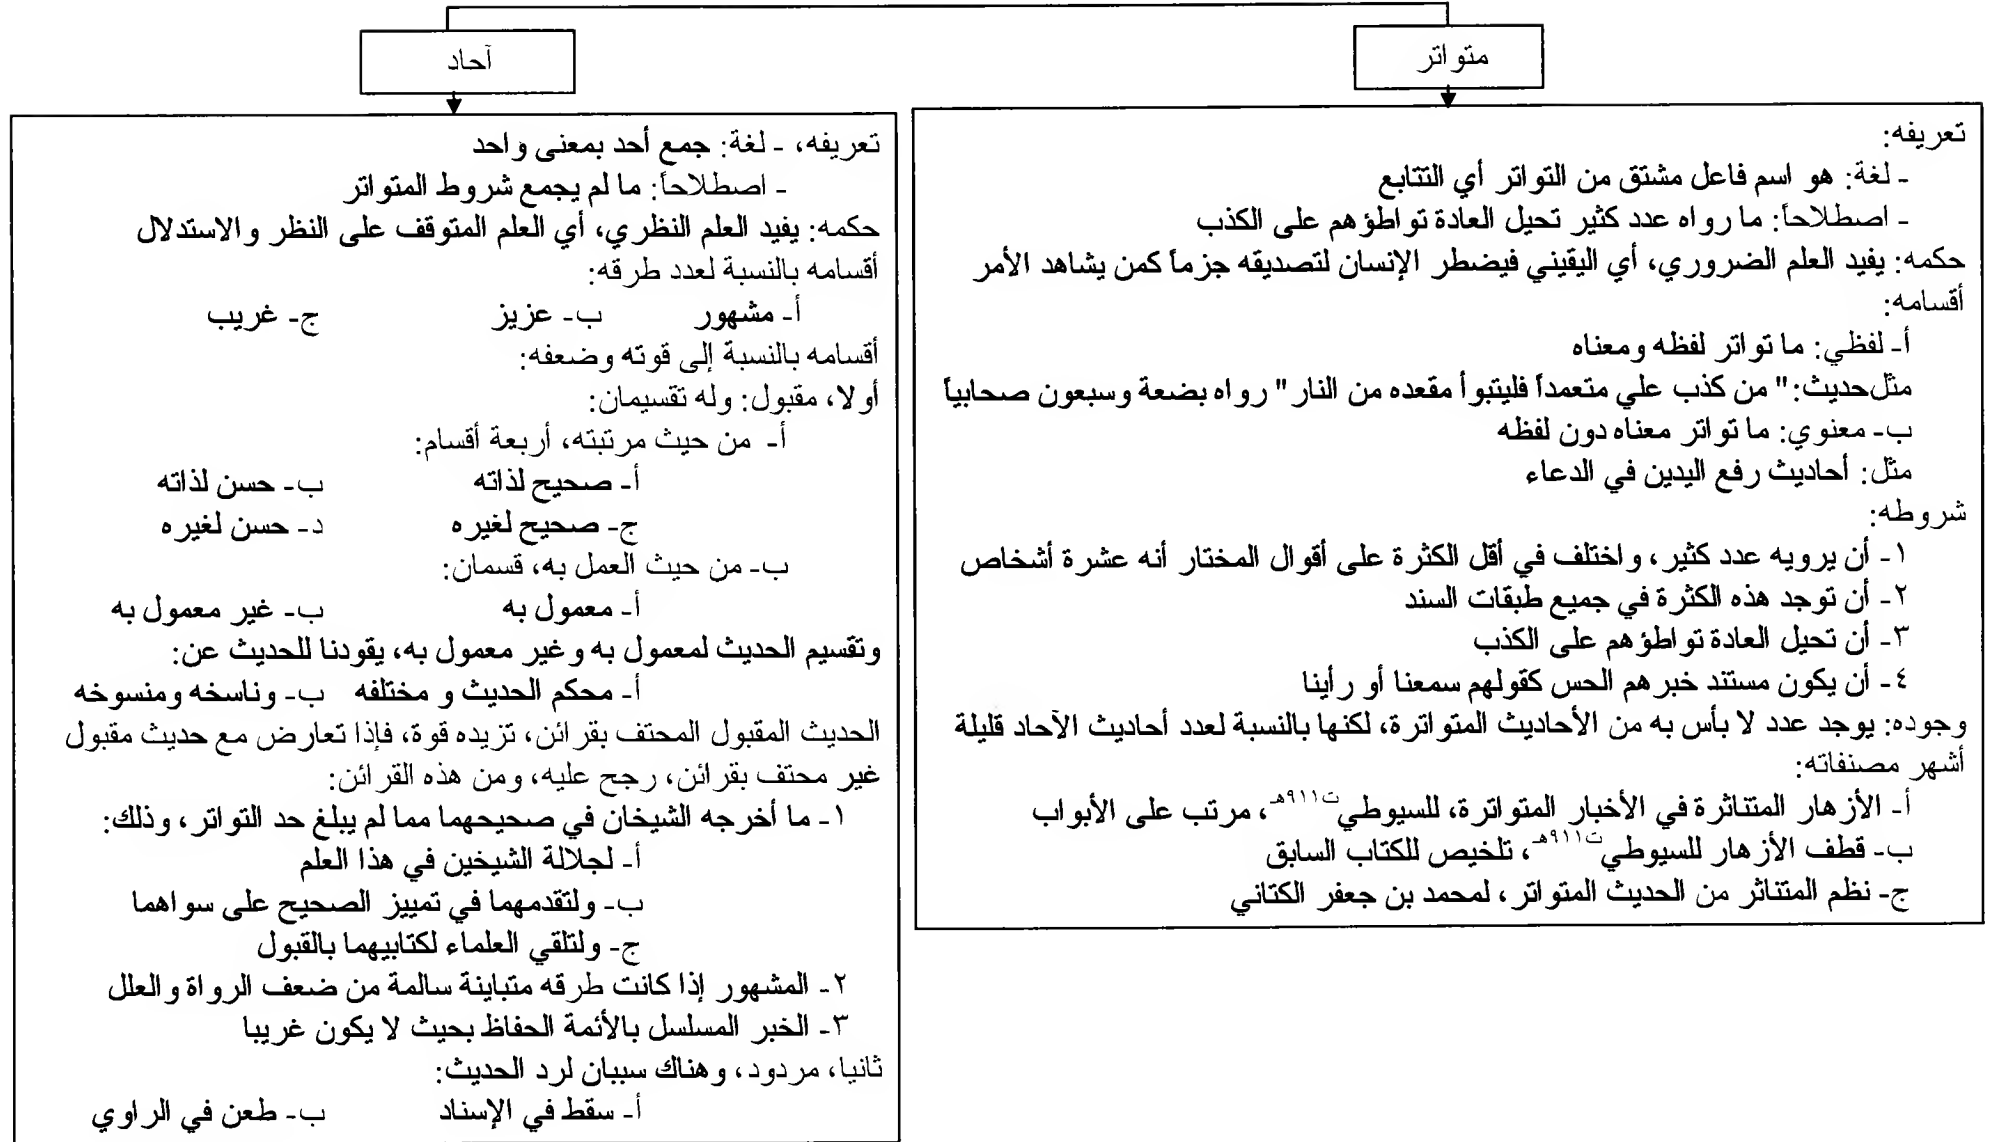 متواتر
تعريفه:
- لغة: هو اسم فاعل مشتق من التواتر أي التتابع
- اصطلاحاً: ما رواه عدد كثير تحيل العادة تواطؤهم على الكذب
حكمه: يفيد العلم الضروري، أي اليقيني فيضطر الإنسان لتصديقه جزماً كمن يشاهد الأمر
أقسامه:
أ- لفظي: ما تواتر لفظه ومعناه
مثل حديث: " من كذب علي متعمداً فليتبوأ مقعده من النار " رواه بضعة وسبعون صحابياً
ب- معنوي: ما تواتر معناه دون لفظه
مثل: أحاديث رفع اليدين في الدعاء
شروطه:
١- أن يرويه عدد كثير، واختلف في أقل الكثرة على أقوال المختار أنه عشرة أشخاص
٢- أن توجد هذه الكثرة في جميع طبقات السند
٣- أن تحيل العادة تواطؤهم على الكذب
٤- أن يكون مستند خبرهم الحس كقولهم سمعنا أو رأينا
وجوده: يوجد عدد لا بأس به من الأحاديث المتواترة، لكنها بالنسبة لعدد أحاديث الآحاد قليلة
أشهر مصنفاته:
أ- الأزهار المتناثرة في الأخبار المتواترة، للسيوطي ت٩١١هـ، مرتب على الأبواب
ب- قطف الأزهار للسيوطي ت٩١١هـ، تلخيص للكتاب السابق
ج- نظم المتناثر من الحديث المتواتر، لمحمد بن جعفر الكتاني
آحاد
تعريفه، - لغة: جمع أحد بمعنى واحد
- اصطلاحاً: ما لم يجمع شروط المتواتر
حكمه: يفيد العلم النظري، أي العلم المتوقف على النظر والاستدلال
أقسامه بالنسبة لعدد طرقه:
أ- مشهور ب- عزيز ج- غريب
أقسامه بالنسبة إلى قوته وضعفه:
أولا، مقبول: وله تقسيمان:
أ- من حيث مرتبته، أربعة أقسام:
أ- صحيح لذاته ب- حسن لذاته
ج- صحيح لغيره د- حسن لغيره
ب- من حيث العمل به، قسمان:
أ- معمول به ب- غير معمول به
وتقسيم الحديث لمعمول به وغير معمول به، يقودنا للحديث عن:
أ- محكم الحديث و مختلفه ب- وناسخه ومنسوخه
الحديث المقبول المحتف بقرائن، تزيده قوة، فإذا تعارض مع حديث مقبول
غير محتف بقرائن، رجح عليه، ومن هذه القرائن:
١- ما أخرجه الشيخان في صحيحهما مما لم يبلغ حد التواتر، وذلك:
أ- لجلالة الشيخين في هذا العلم
ب- ولتقدمهما في تمييز الصحيح على سواهما
ج- ولتلقي العلماء لكتابيهما بالقبول
٢- المشهور إذا كانت طرقه متباينة سالمة من ضعف الرواة والعلل
٣- الخبر المسلسل بالأئمة الحفاظ بحيث لا يكون غريبا
ثانيا، مردود، وهناك سببان لرد الحديث:
أ- سقط في الإسناد ب- طعن في الراوي